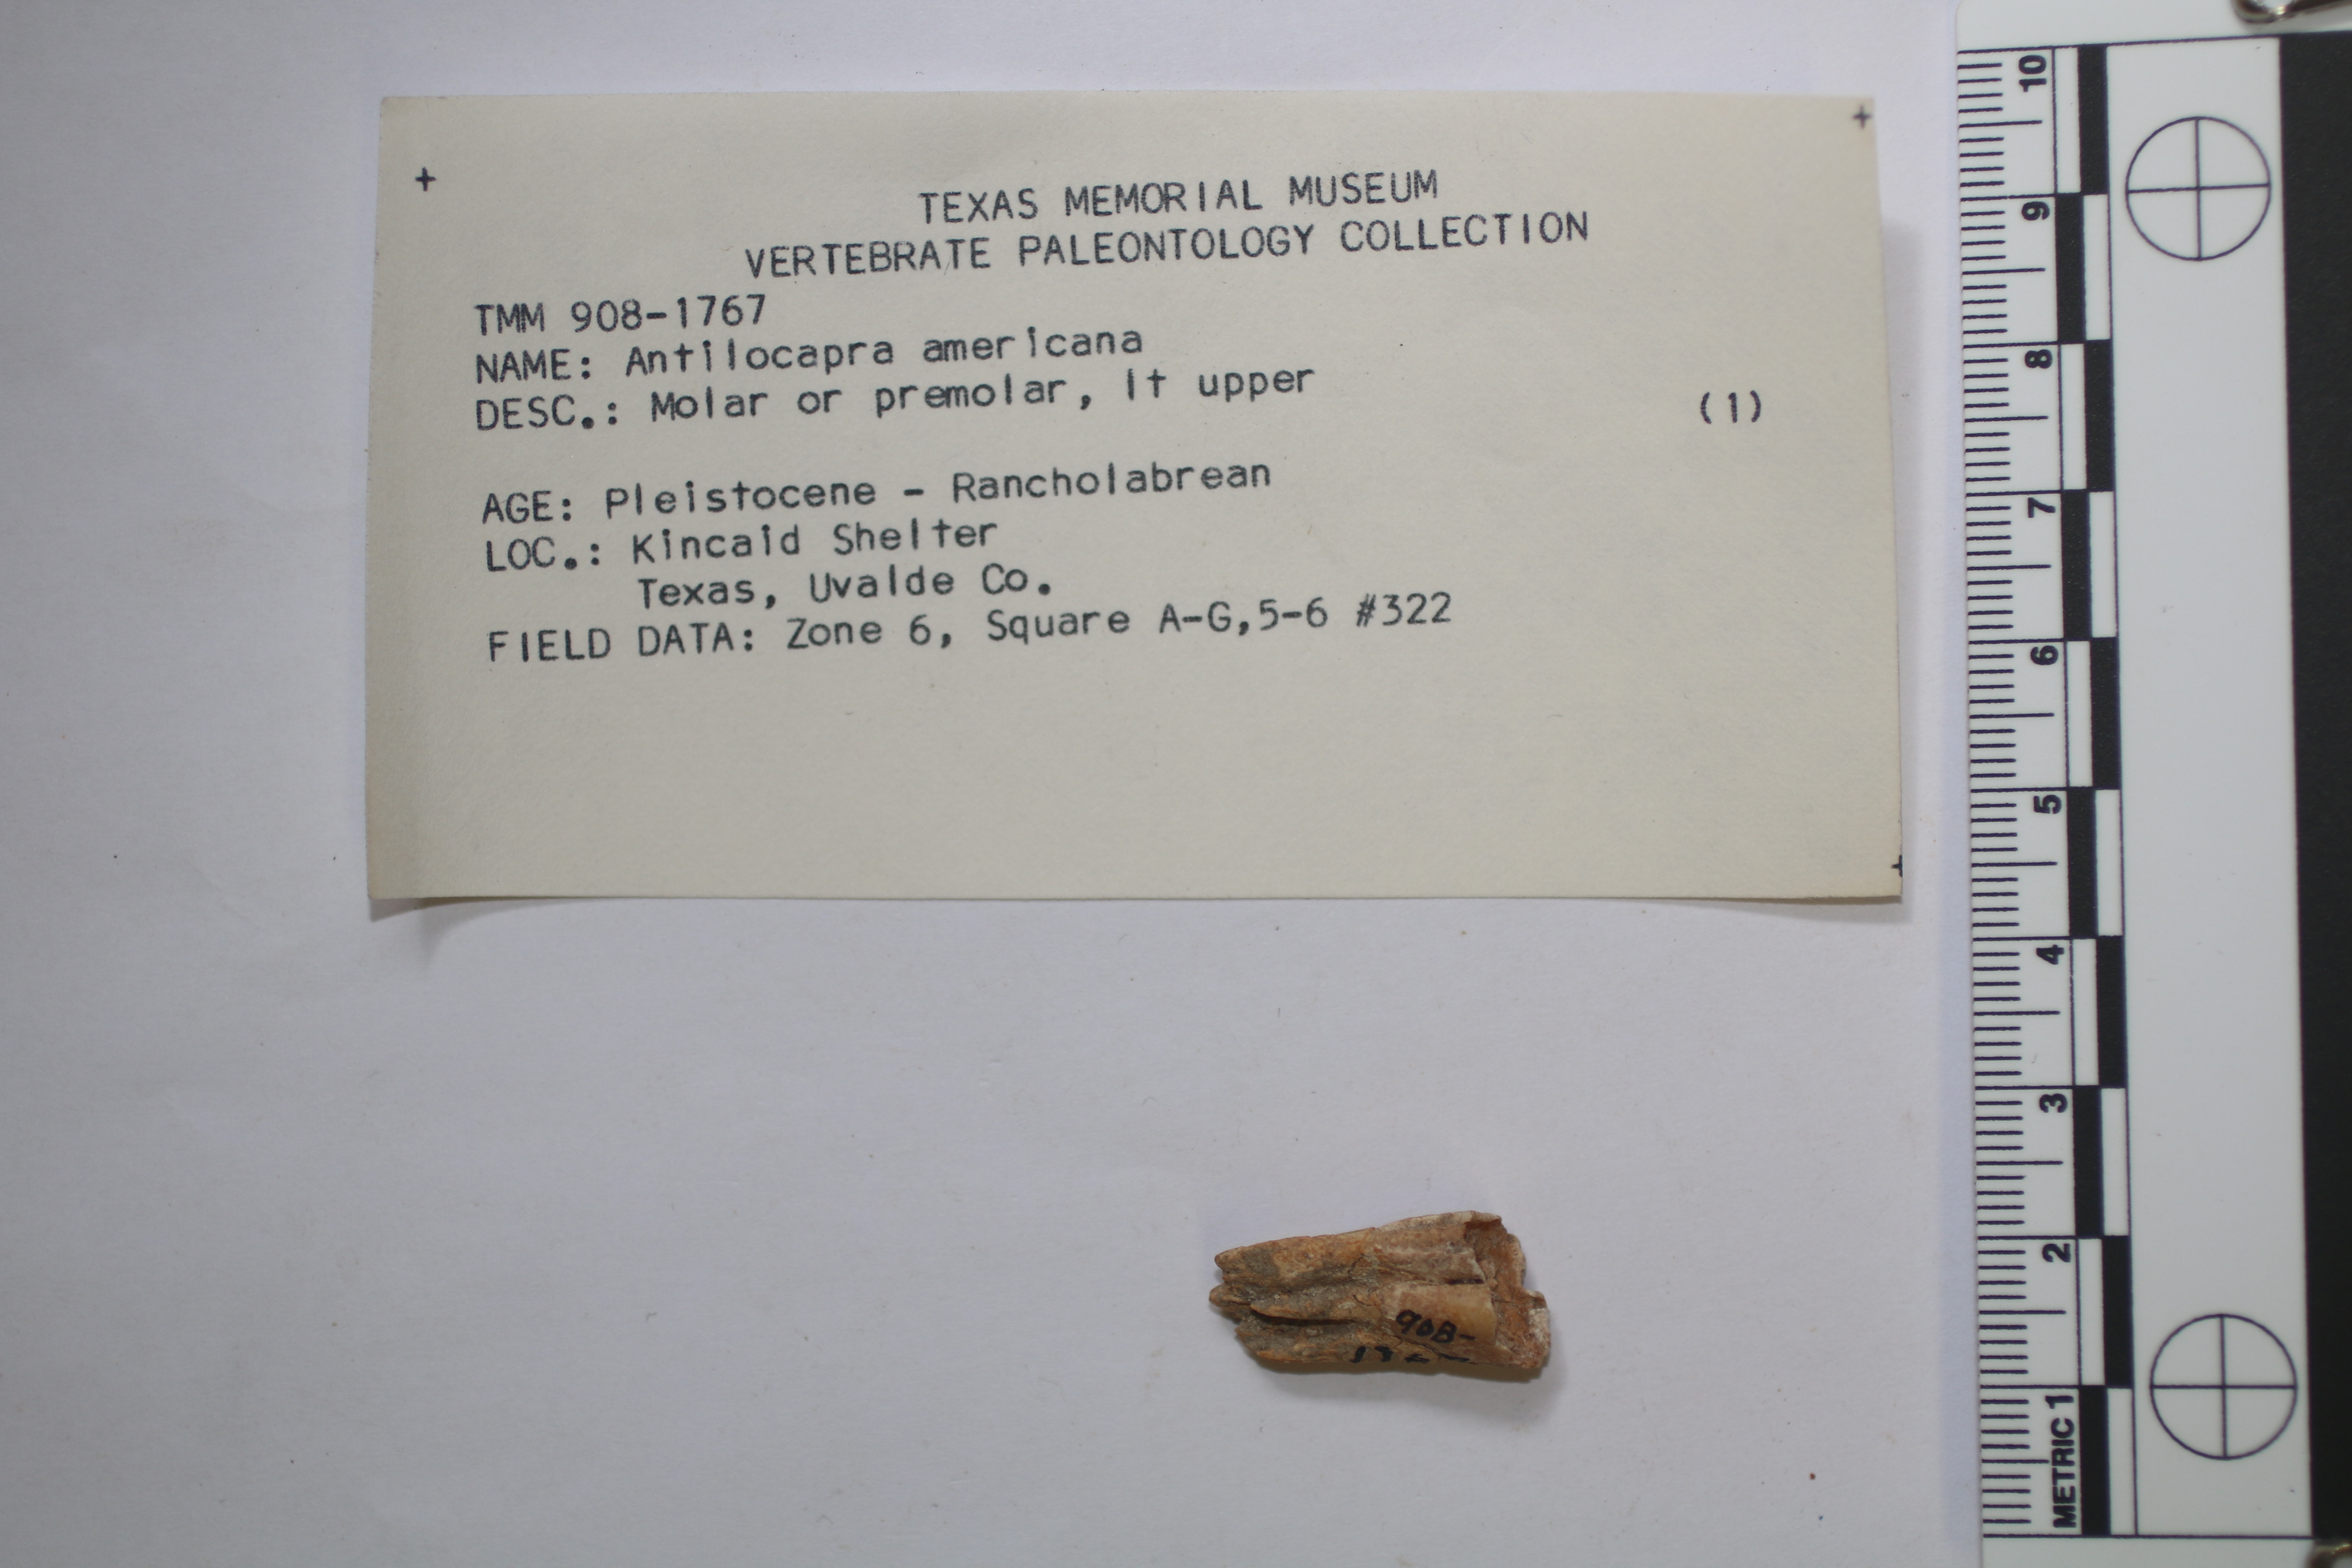 TEXAS MEMORIAL MUSEUM
VERTEBRATE PALEONTOLOGY COLLECTION
TMM 908-1767
NAME: Antilocapra americana
DESC.: Molar or premolar, lt upper (1)
AGE: Pleistocene - Rancholabrean
LOC.: Kincaid Shelter
Texas, Uvalde Co.
FIELD DATA: Zone 6, Square A-G,5-6 #322
908-
METRIC 1 2 3 4 5 6 7 8 9 10